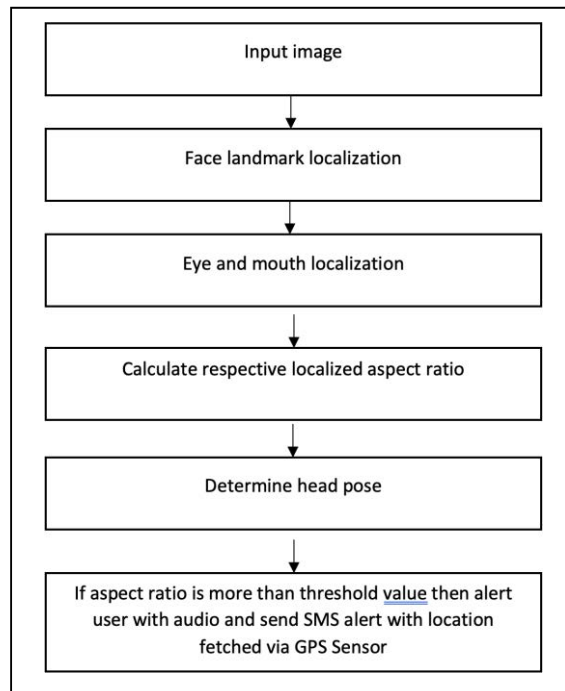 Input image
Face landmark localization
Eye and mouth localization
Calculate respective localized aspect ratio
Determine head pose
If aspect ratio is more than threshold value then alert
user with audio and send SMS alert with location
fetched via GPS Sensor